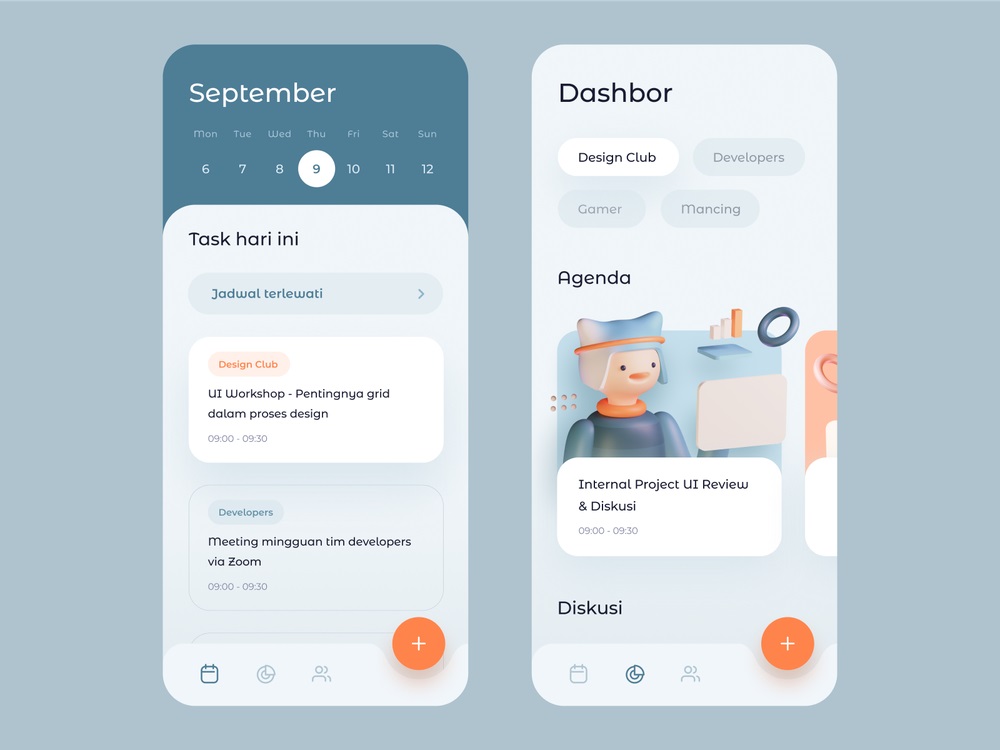 September
Mon Tue Wed Thu Fri Sat Sun
6 7 8 9 10 11 12
Task hari ini
Jadwal terlewati
Design Club
UI Workshop - Pentingnya grid
dalam proses design
09:00 - 09:30
Developers
Meeting mingguan tim developers
via Zoom
09:00 - 09:30
Dashbor
Design Club Developers
Gamer Mancing
Agenda
Internal Project UI Review
& Diskusi
09:00 - 09:30
Diskusi